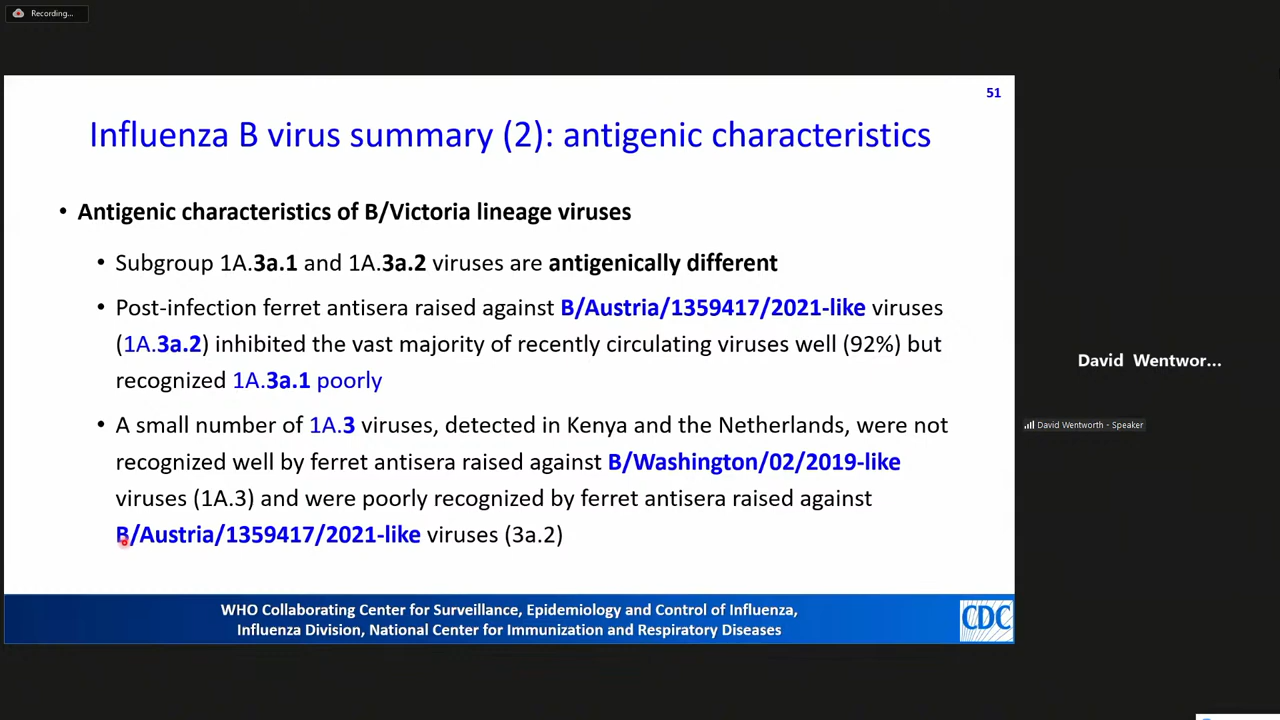 Recording...
51
Influenza B virus summary (2): antigenic characteristics
• Antigenic characteristics of B/Victoria lineage viruses
• Subgroup 1A.3a.1 and 1A.3a.2 viruses are antigenically different
• Post-infection ferret antisera raised against B/Austria/1359417/2021-like viruses
(1A.3a.2) inhibited the vast majority of recently circulating viruses well (92%) but
recognized 1A.3a.1 poorly
• A small number of 1A.3 viruses, detected in Kenya and the Netherlands, were not
recognized well by ferret antisera raised against B/Washington/02/2019-like
viruses (1A.3) and were poorly recognized by ferret antisera raised against
B/Austria/1359417/2021-like viruses (3a.2)
WHO Collaborating Center for Surveillance, Epidemiology and Control of Influenza,
Influenza Division, National Center for Immunization and Respiratory Diseases
CDC
David Wentwor...
David Wentworth - Speaker